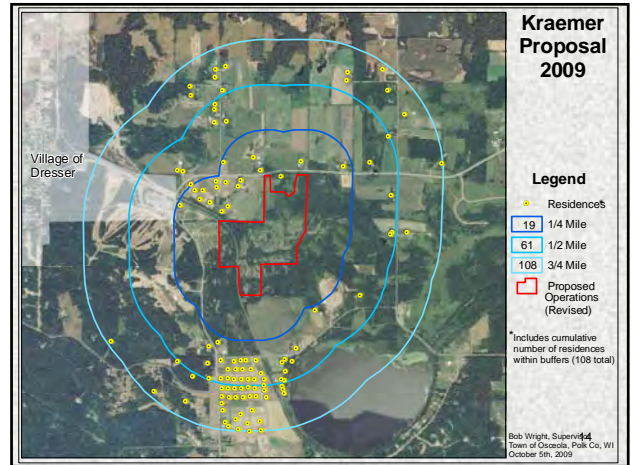 Kraemer
Proposal
2009
Village of
Dresser
Legend
Residences*
19 1/4 Mile
61 1/2 Mile
108 3/4 Mile
Proposed
Operations
(Revised)
*Includes cumulative
number of residences
within buffers (108 total)
Bob Wright, Supervisor
14
Town of Osceola, Polk Co, WI
October 5th, 2009